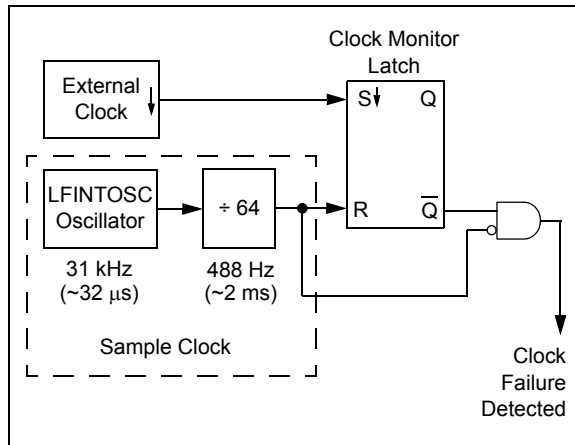 Clock Monitor
Latch
External
Clock
S
Q
LFINTOSC
Oscillator
÷ 64
R
Q̅
31 kHz
(~32 μs)
488 Hz
(~2 ms)
Sample Clock
Clock
Failure
Detected